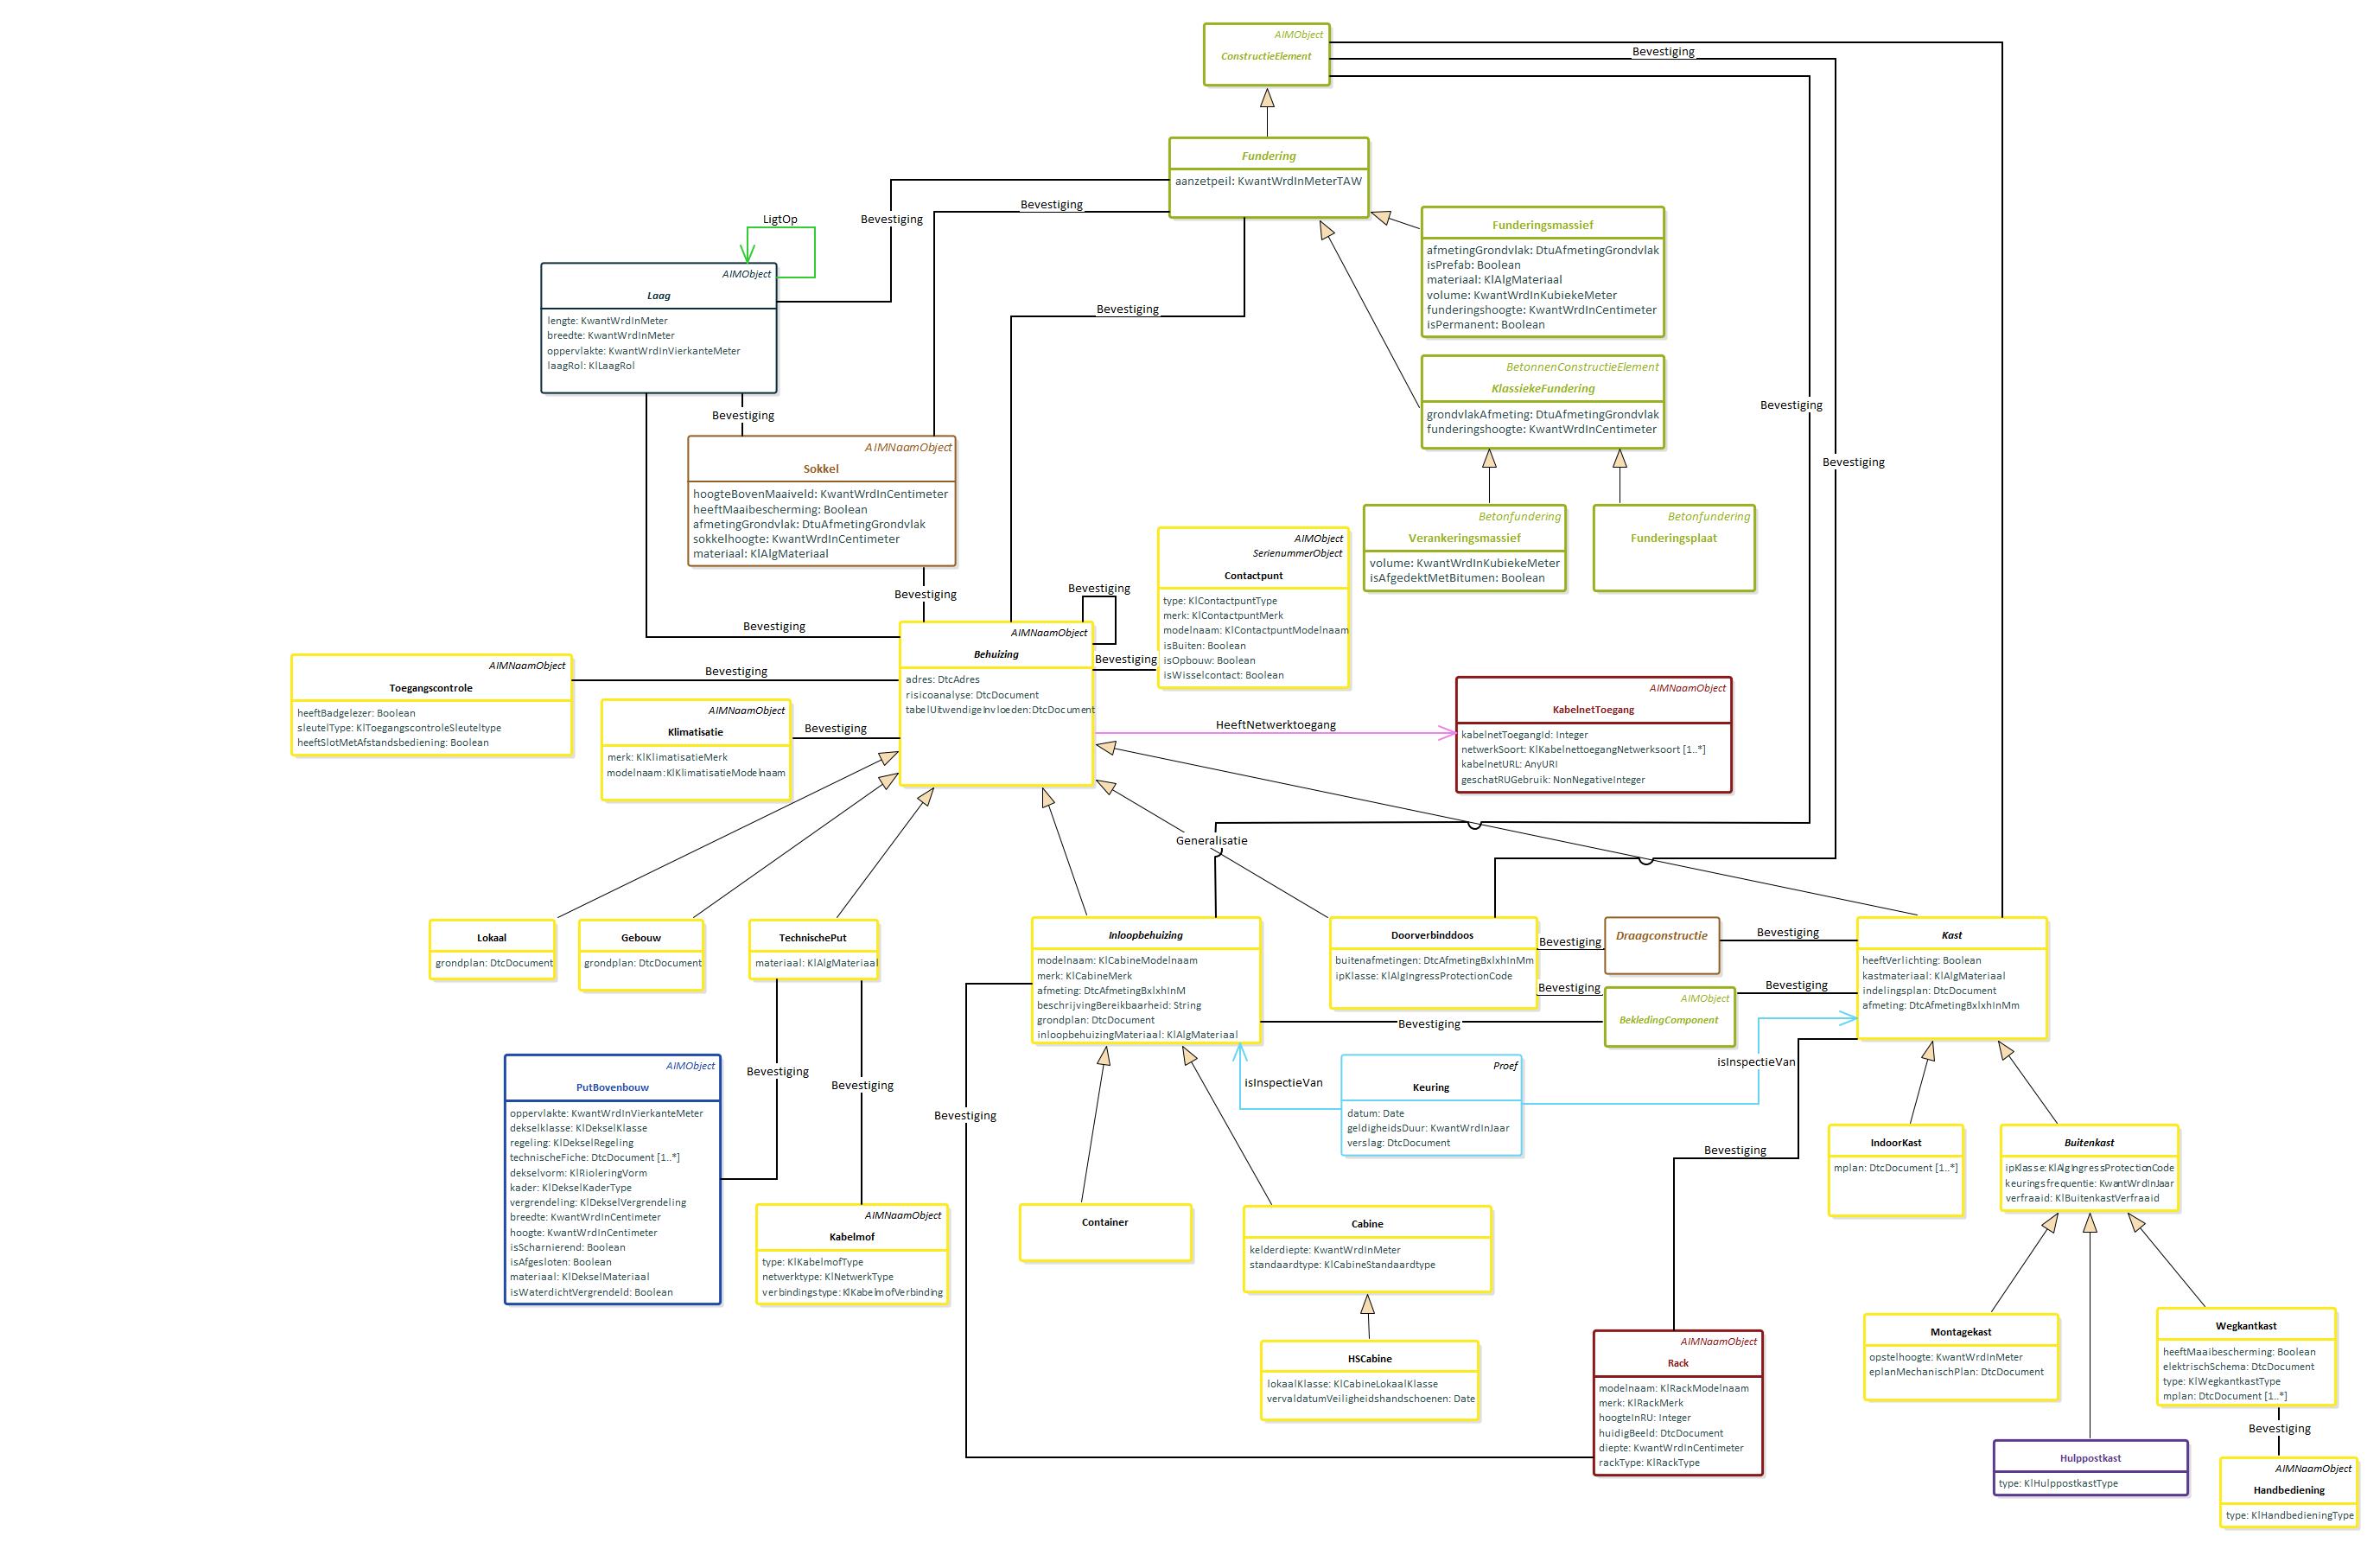 AIMObject
ConstructieElement
Bevestiging
Fundering
aanzetpeil: KwantWrdInMeterTAW
Bevestiging
Bevestiging
LigtOp
Funderingsmassief
afmetingGrondvlak: DtuAfmetingGrondvlak
isPrefab: Boolean
materiaal: KlAlgMateriaal
volume: KwantWrdInKubiekeMeter
funderingshoogte: KwantWrdInCentimeter
isPermanent: Boolean
AIMObject
Laag
lengte: KwantWrdInMeter
breedte: KwantWrdInMeter
oppervlakte: KwantWrdInVierkanteMeter
laagRol: KlLaagRol
Bevestiging
BetonnenConstructieElement
KlassiekeFundering
grondvlakAfmeting: DtuAfmetingGrondvlak
funderingshoogte: KwantWrdInCentimeter
Bevestiging
Bevestiging
Bevestiging
AIMNaamObject
Sokkel
hoogteBovenMaaiveld: KwantWrdInCentimeter
heeftMaaibescherming: Boolean
afmetingGrondvlak: DtuAfmetingGrondvlak
sokkelhoogte: KwantWrdInCentimeter
materiaal: KlAlgMateriaal
Betonfundering
Verankeringsmassief
volume: KwantWrdInKubiekeMeter
isAfgedektMetBitumen: Boolean
Betonfundering
Funderingsplaat
AIMObject
SerienummerObject
Contactpunt
type: KlContactpuntType
merk: KlContactpuntMerk
modelnaam: KlContactpuntModelnaam
isBuiten: Boolean
isOpbouw: Boolean
isWisselcontact: Boolean
Bevestiging
Bevestiging
Bevestiging
AIMNaamObject
Behuizing
adres: DtcAdres
risicoanalyse: DtcDocument
tabelUitwendigeInvloeden:DtcDocument
Bevestiging
Bevestiging
AIMNaamObject
Toegangscontrole
heeftBadgelezer: Boolean
sleutelType: KlToegangscontroleSleuteltype
heeftSlotMetAfstandsbediening: Boolean
AIMNaamObject
Klimatisatie
merk: KlKlimatisatieMerk
modelnaam:KlKlimatisatieModelnaam
Bevestiging
HeeftNetwerktoegang
AIMNaamObject
KabelnetToegang
kabelnetToegangId: Integer
netwerkSoort: KlKabelnettoegangNetwerksoort [1..*]
kabelnetURL: AnyURI
geschatRUGebruik: NonNegativeInteger
Generalisatie
Lokaal
grondplan: DtcDocument
Gebouw
grondplan: DtcDocument
TechnischePut
materiaal: KlAlgMateriaal
Inloopbehuizing
modelnaam: KlCabineModelnaam
merk: KlCabineMerk
afmeting: DtcAfmetingBxlxhInM
beschrijvingBereikbaarheid: String
grondplan: DtcDocument
inloopbehuizingMateriaal: KlAlgMateriaal
Doorverbinddoos
buitenafmetingen: DtcAfmetingBxlxhInMm
ipKlasse: KlAlgIngressProtectionCode
Bevestiging
Draagconstructie
Bevestiging
Kast
heeftVerlichting: Boolean
kastmateriaal: KlAlgMateriaal
indelingsplan: DtcDocument
afmeting: DtcAfmetingBxlxhInMm
Bevestiging
AIMObject
BekledingComponent
Bevestiging
Bevestiging
isInspectieVan
isInspectieVan
Proef
Keuring
datum: Date
geldigheidsDuur: KwantWrdInJaar
verslag: DtcDocument
Bevestiging
Bevestiging
Bevestiging
AIMObject
PutBovenbouw
oppervlakte: KwantWrdInVierkanteMeter
dekselklasse: KlDekselKlasse
regeling: KlDekselRegeling
technischeFiche: DtcDocument [1..*]
dekselvorm: KlRioleringVorm
kader: KlDekselKaderType
vergrendeling: KlDekselVergrendeling
breedte: KwantWrdInCentimeter
hoogte: KwantWrdInCentimeter
isScharnierend: Boolean
isAfgesloten: Boolean
materiaal: KlDekselMateriaal
isWaterdichtVergrendeld: Boolean
AIMNaamObject
Kabelmof
type: KlKabelmofType
netwerktype: KlNetwerkType
verbindingstype: KlKabelmofVerbinding
Container
Cabine
kelderdiepte: KwantWrdInMeter
standaardtype: KlCabineStandaardtype
HSCabine
lokaalKlasse: KlCabineLokaalKlasse
vervaldatumVeiligheidshandschoenen: Date
Bevestiging
IndoorKast
mplan: DtcDocument [1..*]
Buitenkast
ipKlasse:KlAlgIngressProtectionCode
keuringsfrequentie: KwantWrdInJaar
verfraaid: KlBuitenkastVerfraaid
AIMNaamObject
Rack
modelnaam: KlRackModelnaam
merk: KlRackMerk
hoogteInRU: Integer
huidigBeeld: DtcDocument
diepte: KwantWrdInCentimeter
rackType: KlRackType
Montagekast
opstelhoogte: KwantWrdInMeter
eplanMechanischPlan: DtcDocument
Wegkantkast
heeftMaaibescherming: Boolean
elektrischSchema: DtcDocument
type: KlWegkantkastType
mplan: DtcDocument [1..*]
Bevestiging
Hulppostkast
type: KlHulppostkastType
AIMNaamObject
Handbediening
type: KlHandbedieningType